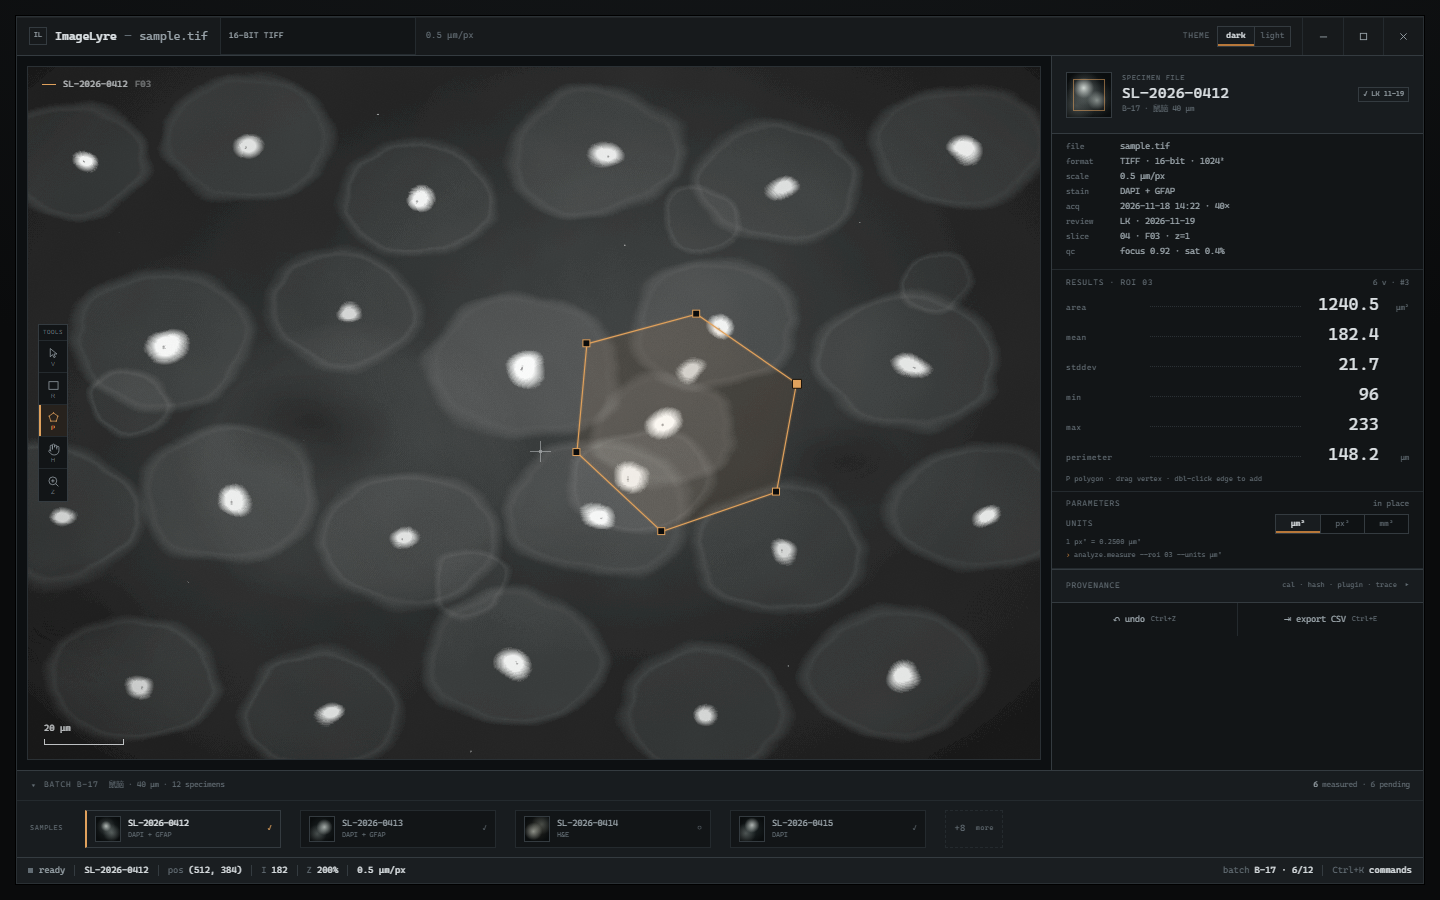 IL ImageLyre — sample.tif 16-BIT TIFF 0.5 µm/px THEME dark light
SL-2026-0412 F03
TOOLS
V
R
P
H
Z
20 µm
SPECIMEN FILE
SL-2026-0412
B-17 · 40 µm
✓ LK 11-19
file sample.tif
format TIFF · 16-bit · 1024²
scale 0.5 µm/px
stain DAPI + GFAP
acq 2026-11-18 14:22 · 40×
review LK · 2026-11-19
slice 04 · F03 · z=1
qc focus 0.92 · sat 0.4%
RESULTS · ROI 03 6 v · #3
area 1240.5 µm²
mean 182.4
stddev 21.7
min 96
max 233
perimeter 148.2 µm
P polygon · drag vertex · dbl-click edge to add
PARAMETERS in place
UNITS µm² px² mm²
1 px² = 0.2500 µm²
› analyze.measure --roi 03 --units µm²
PROVENANCE cal · hash · plugin · trace ▸
↶ undo Ctrl+Z ⇥ export CSV Ctrl+E
▾ BATCH B-17 · 40 µm · 12 specimens 6 measured · 6 pending
SAMPLES
SL-2026-0412 ✓
DAPI + GFAP
SL-2026-0413 ✓
DAPI + GFAP
SL-2026-0414
H&E
SL-2026-0415 ✓
DAPI
+8 more
ready SL-2026-0412 pos (512, 384) I 182 Z 200% 0.5 µm/px batch B-17 · 6/12 Ctrl+K commands